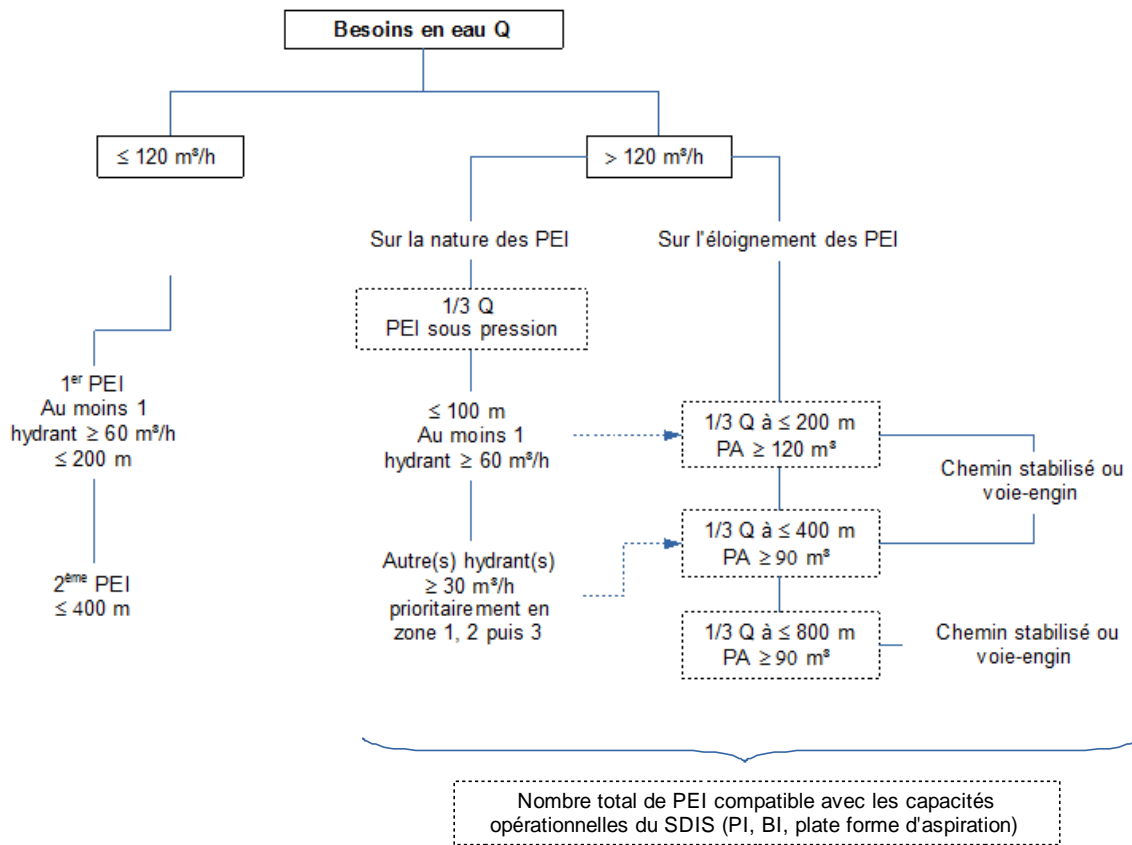 Besoins en eau Q
≤ 120 m³/h
> 120 m³/h
Sur la nature des PEI
Sur l'éloignement des PEI
1/3 Q
PEI sous pression
1er PEI
Au moins 1
hydrant ≥ 60 m³/h
≤ 200 m
≤ 100 m
Au moins 1
hydrant ≥ 60 m³/h
1/3 Q à ≤ 200 m
PA ≥ 120 m³
Chemin stabilisé ou
voie-engin
2ème PEI
≤ 400 m
Autre(s) hydrant(s)
≥ 30 m³/h
prioritairement en
zone 1, 2 puis 3
1/3 Q à ≤ 400 m
PA ≥ 90 m³
1/3 Q à ≤ 800 m
PA ≥ 90 m³
Chemin stabilisé ou
voie-engin
Nombre total de PEI compatible avec les capacités
opérationnelles du SDIS (PI, BI, plate forme d'aspiration)